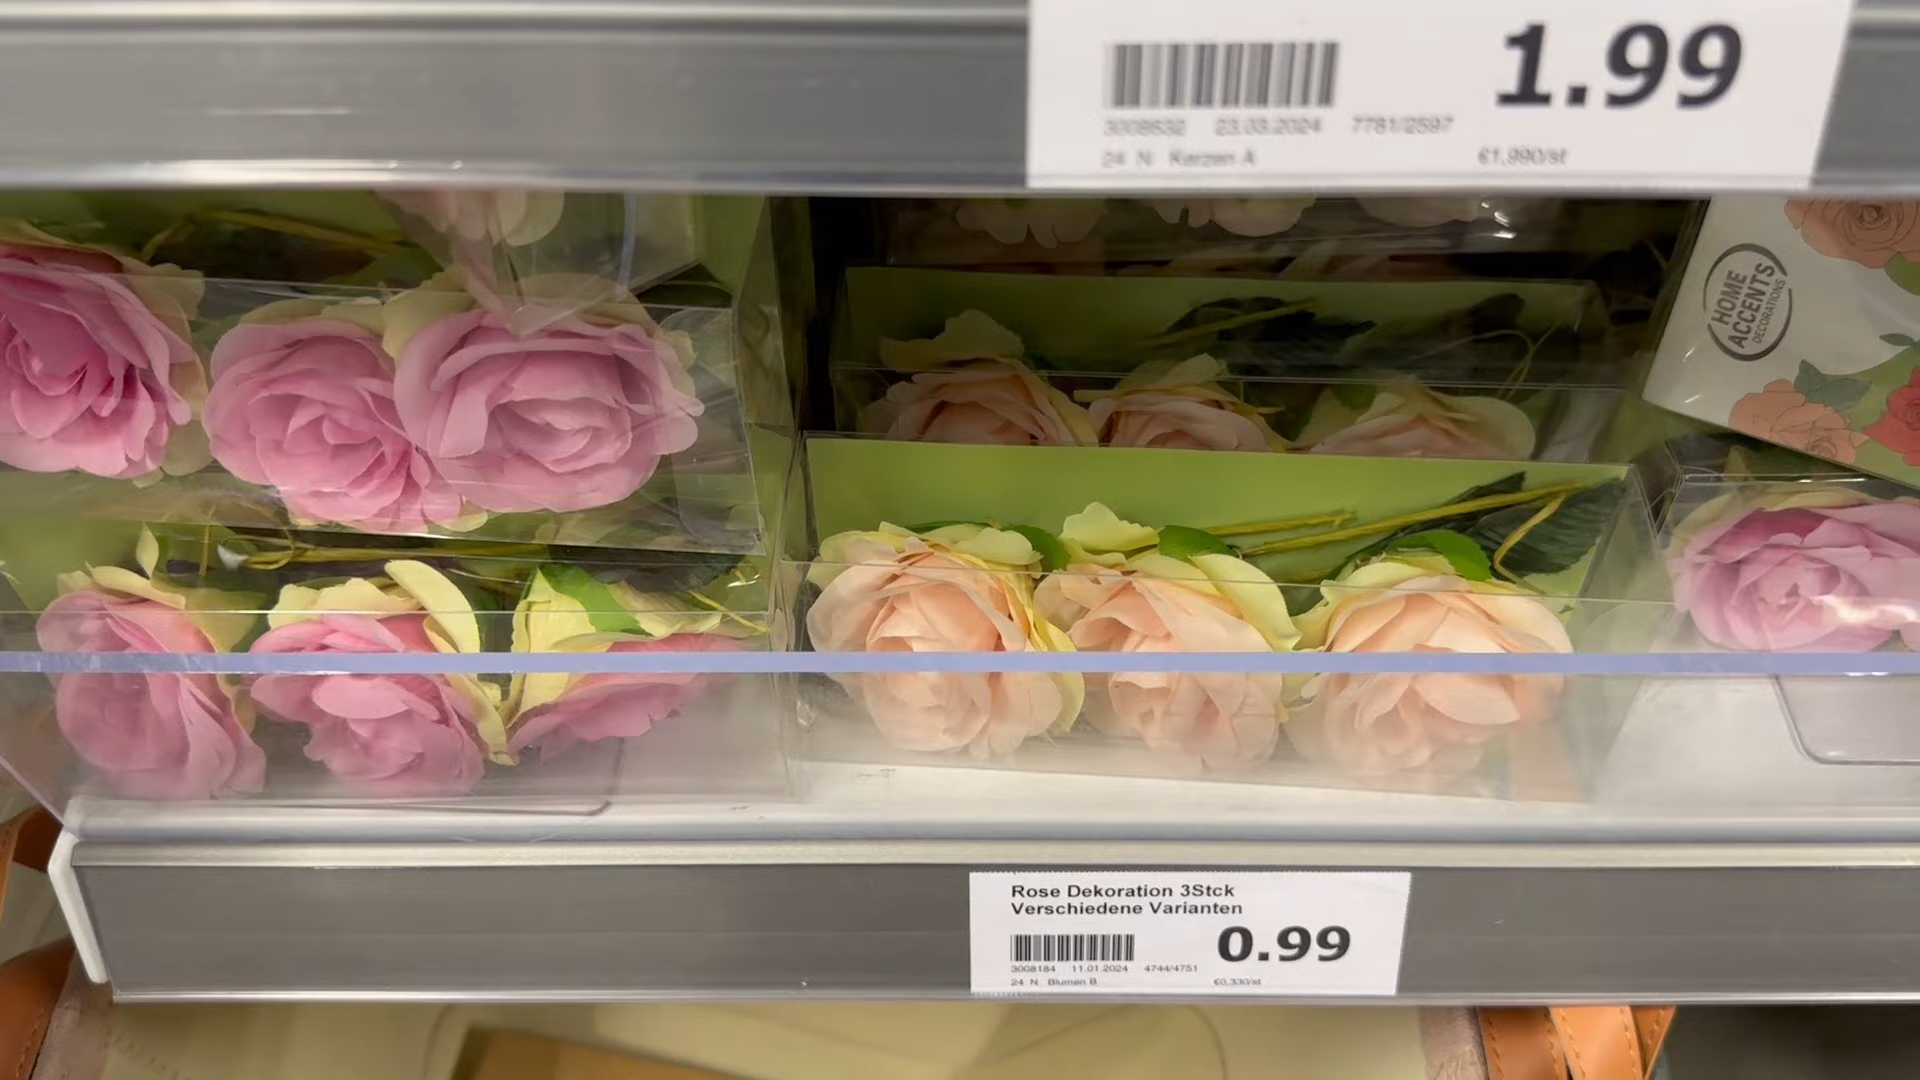 1.99
3008632 23.03.2024 7781/2597
24 N Kerzen A €1,990/st
HOME
ACCENTS
DECORATIONS
Rose Dekoration 3Stck
Verschiedene Varianten
0.99
3008184 11.01.2024 4744/4751
24 N Blumen B €0,330/st